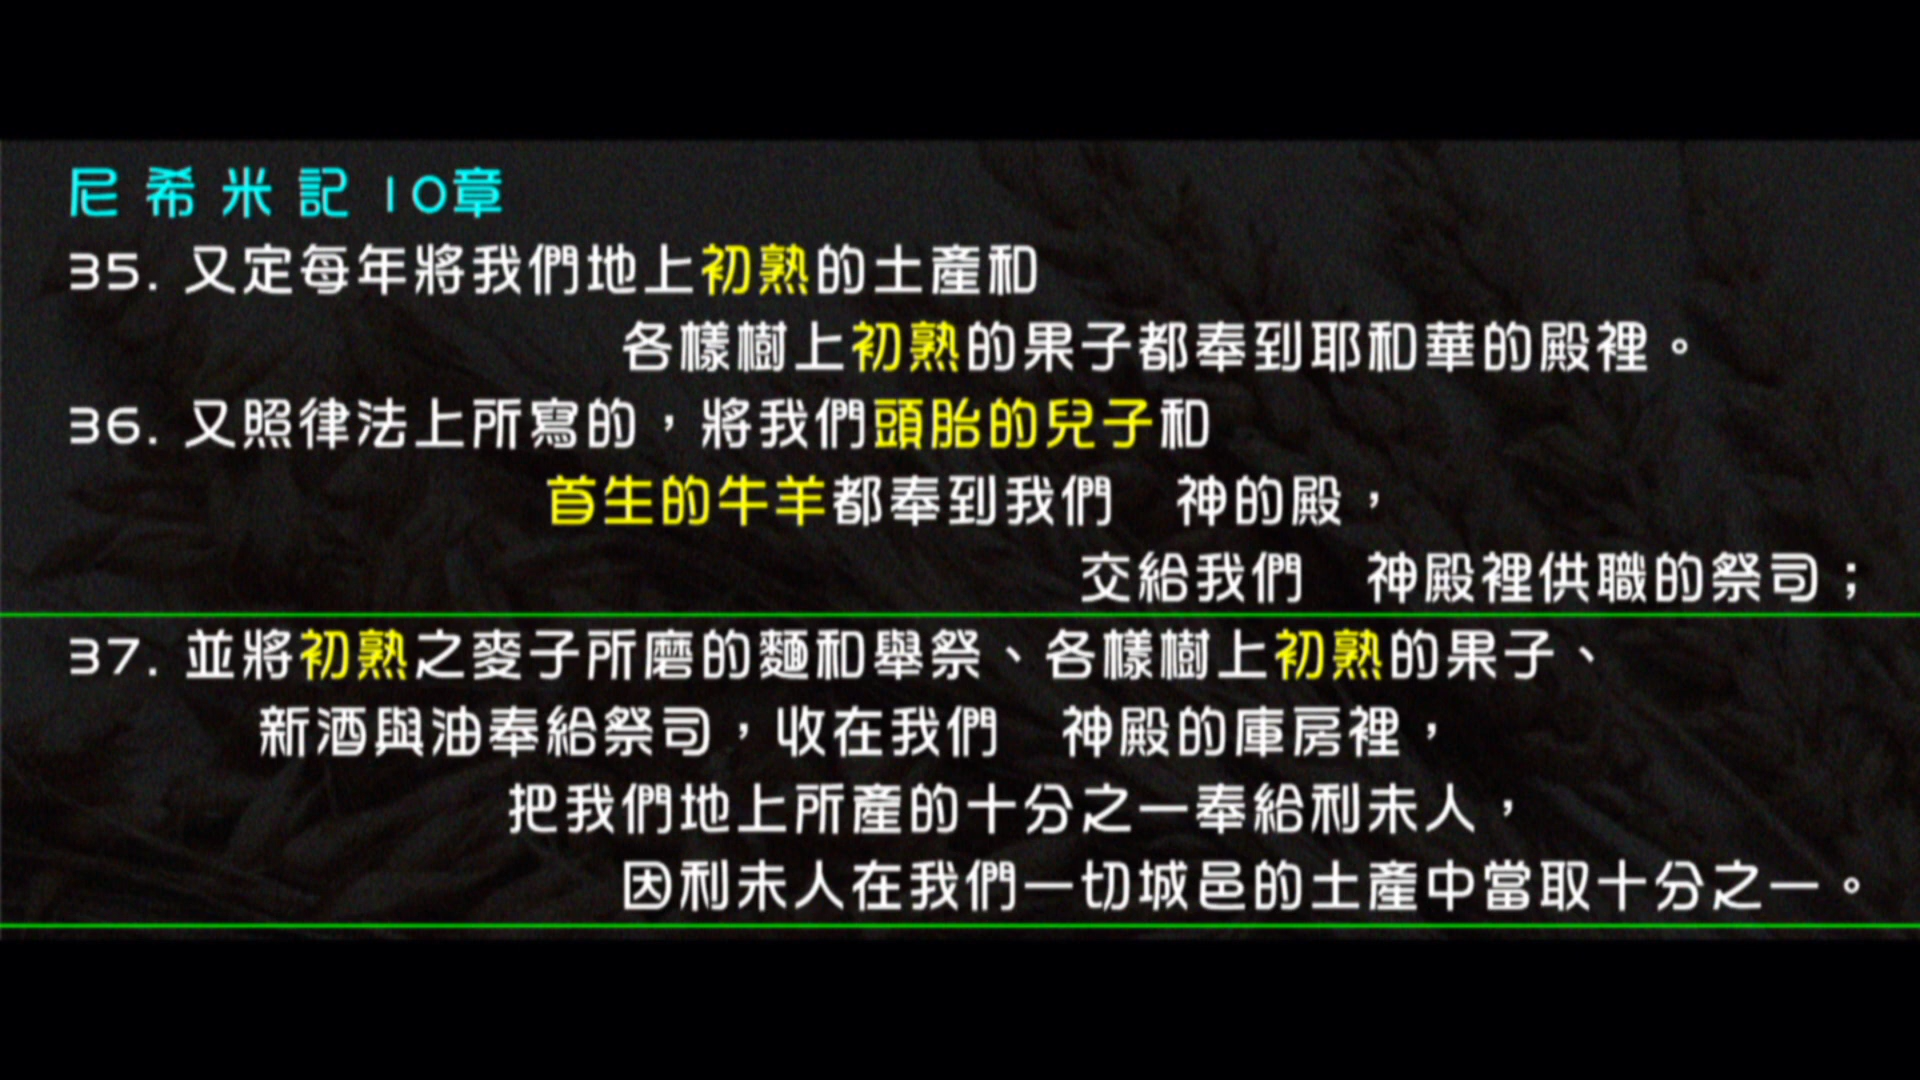 尼希米記 10章
35. 又定每年將我們地上初熟的土產和
各樣樹上初熟的果子都奉到耶和華的殿裡。
36. 又照律法上所寫的，將我們頭胎的兒子和
首生的牛羊都奉到我們　神的殿，
交給我們　神殿裡供職的祭司；
37. 並將初熟之麥子所磨的麵和舉祭、各樣樹上初熟的果子、
新酒與油奉給祭司，收在我們　神殿的庫房裡，
把我們地上所產的十分之一奉給利未人，
因利未人在我們一切城邑的土產中當取十分之一。